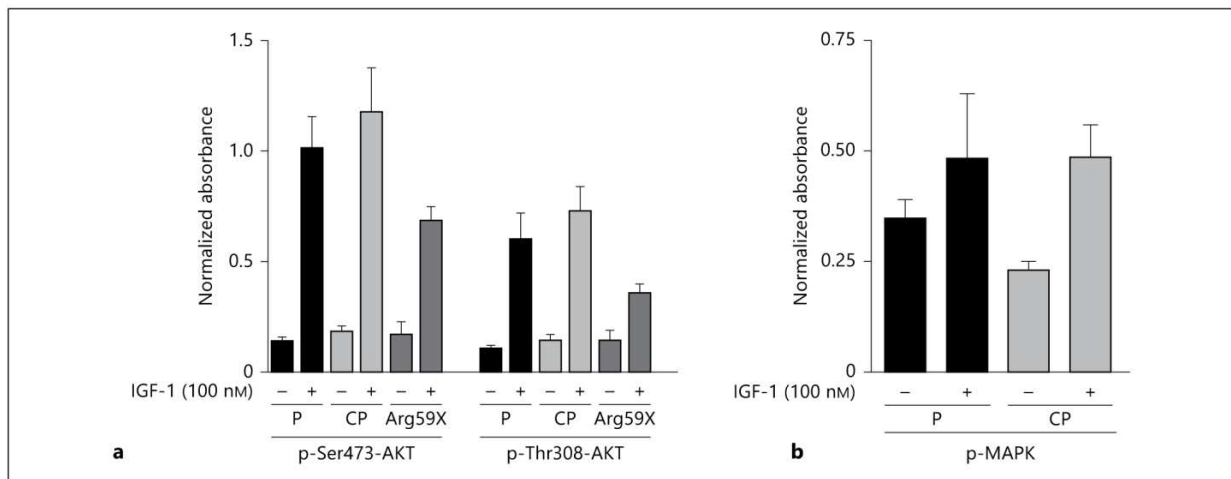 Normalized absorbance
1.5
1.0
0.5
0
IGF-1 (100 nM) – + – + – + – + – + – +
P CP Arg59X P CP Arg59X
p-Ser473-AKT p-Thr308-AKT
a
Normalized absorbance
0.75
0.50
0.25
0
IGF-1 (100 nM) – + – +
P CP
p-MAPK
b